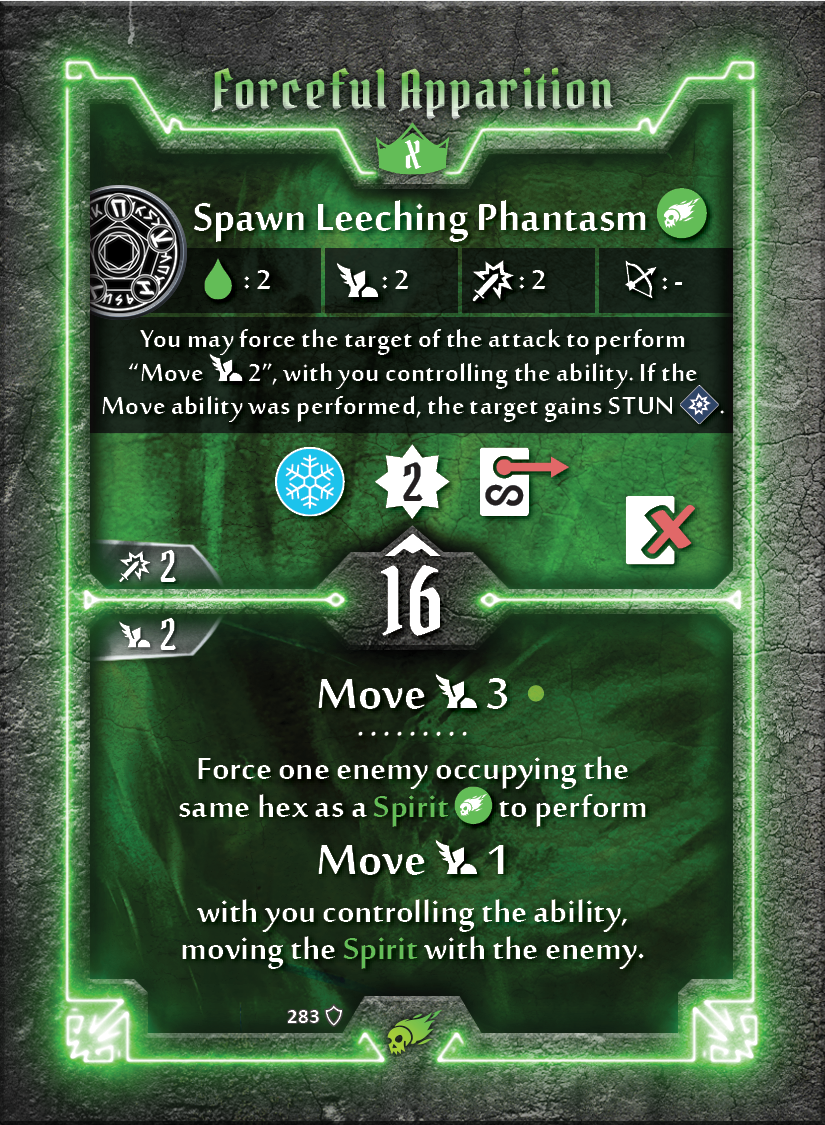 Forceful Apparition
X
Spawn Leeching Phantasm
: 2 : 2 : 2 : -
You may force the target of the attack to perform
“Move 2”, with you controlling the ability. If the
Move ability was performed, the target gains STUN .
2
2
16
2
Move 3
Force one enemy occupying the
same hex as a Spirit to perform
Move 1
with you controlling the ability,
moving the Spirit with the enemy.
283